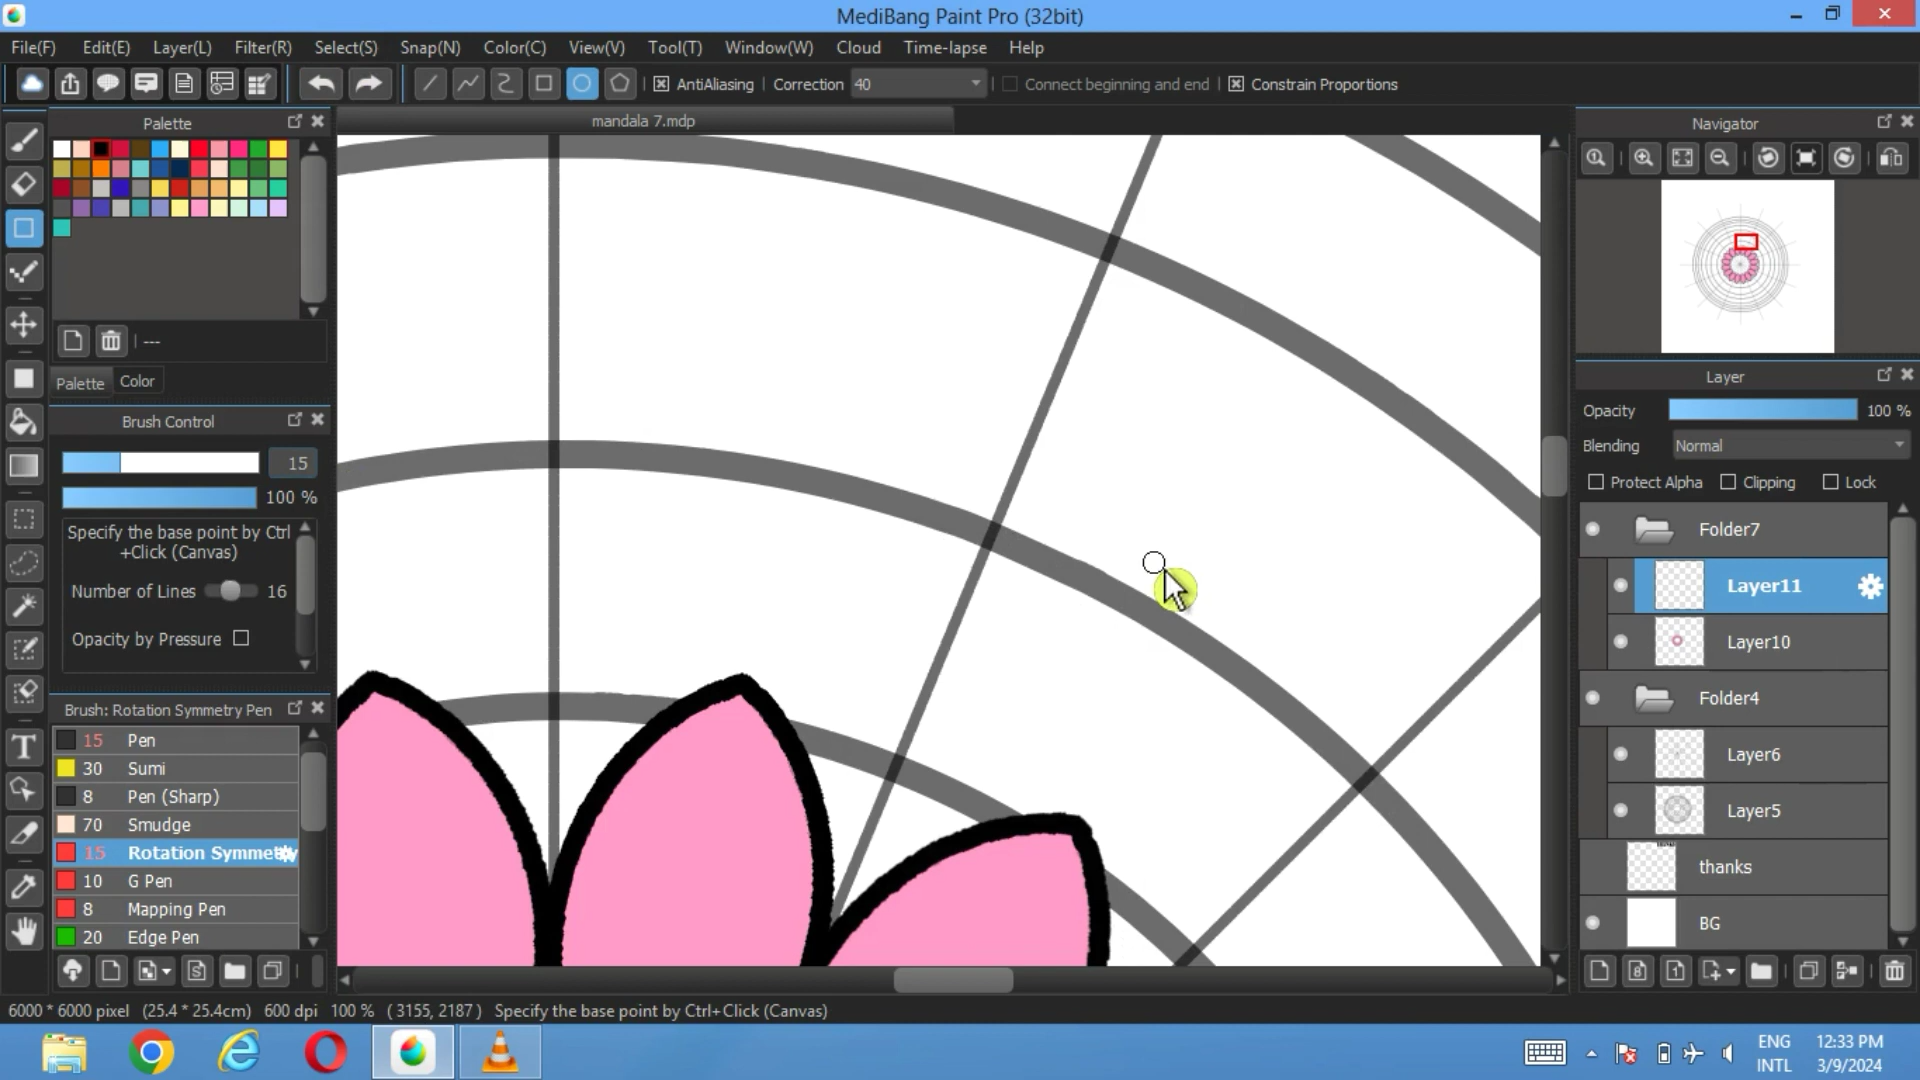 MediBang Paint Pro (32bit)
File(F) Edit(E) Layer(L) Filter(R) Select(S) Snap(N) Color(C) View(V) Tool(T) Window(W) Cloud Time-lapse Help
AntiAliasing Correction 40 Connect beginning and end Constrain Proportions
Palette
mandala 7.mdp
Navigator
---
Palette Color
Layer
Opacity 100 %
Brush Control
Blending Normal
15
Protect Alpha Clipping Lock
100 %
Specify the base point by Ctrl
+Click (Canvas)
Number of Lines 16
Opacity by Pressure
Folder7
Layer11
Layer10
Folder4
Layer6
Layer5
thanks
BG
Brush: Rotation Symmetry Pen
15 Pen
30 Sumi
8 Pen (Sharp)
70 Smudge
15 Rotation Symmet
10 G Pen
8 Mapping Pen
20 Edge Pen
6000 * 6000 pixel (25.4 * 25.4cm) 600 dpi 100 % ( 3155, 2187 ) Specify the base point by Ctrl+Click (Canvas)
ENG 12:33 PM
INTL 3/9/2024